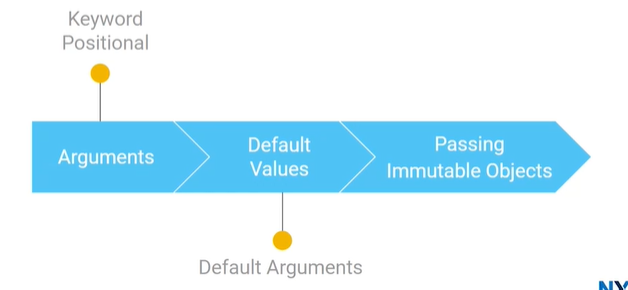 Keyword
Positional
Arguments
Default
Values
Passing
Immutable Objects
Default Arguments